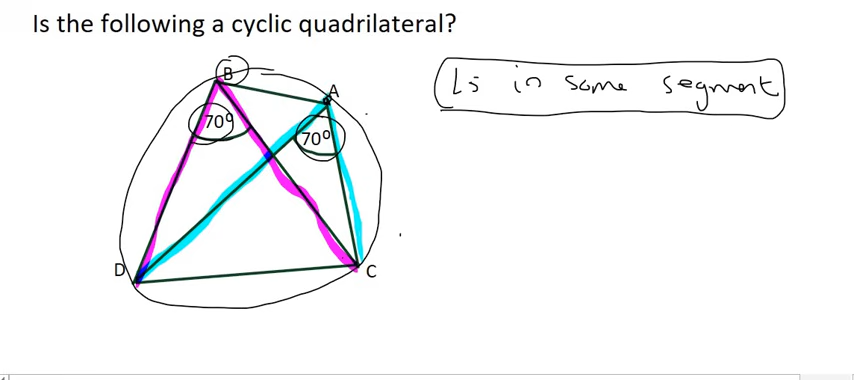 Is the following a cyclic quadrilateral?
B
A
∠s in same segment
70°
70°
D
C